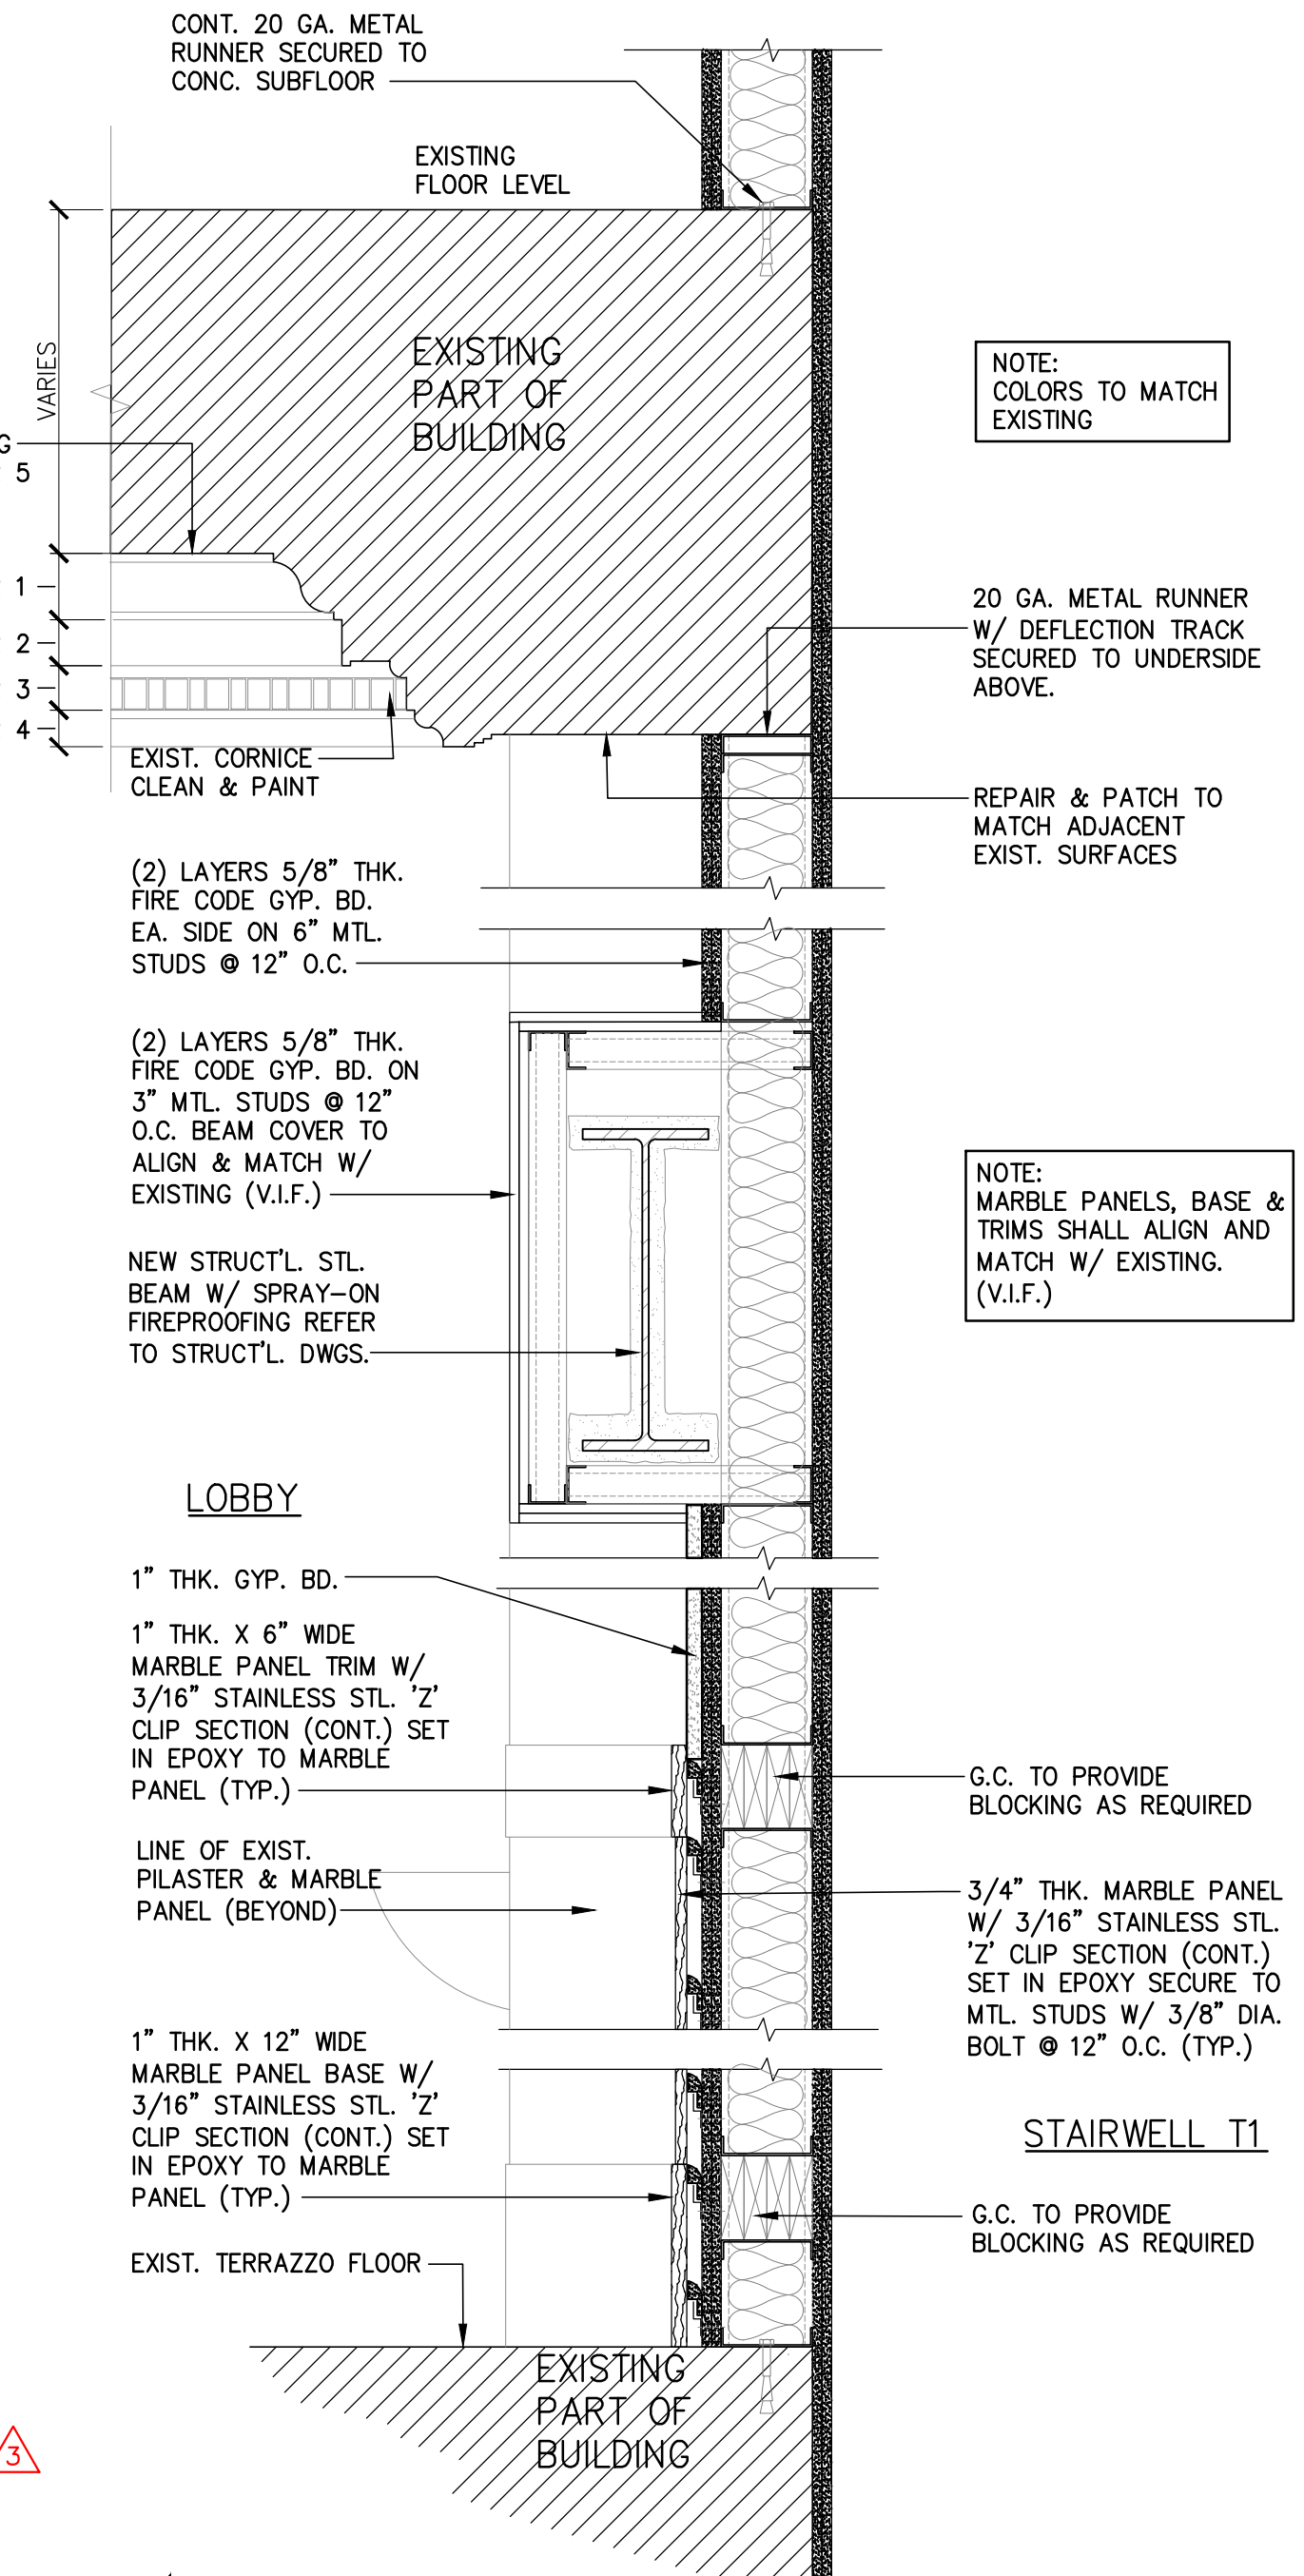 CONT. 20 GA. METAL
RUNNER SECURED TO
CONC. SUBFLOOR
EXISTING
FLOOR LEVEL
VARIES
EXISTING
PART OF
BUILDING
NOTE:
COLORS TO MATCH
EXISTING
G
5
1
2
3
4
20 GA. METAL RUNNER
W/ DEFLECTION TRACK
SECURED TO UNDERSIDE
ABOVE.
EXIST. CORNICE
CLEAN & PAINT
REPAIR & PATCH TO
MATCH ADJACENT
EXIST. SURFACES
(2) LAYERS 5/8" THK.
FIRE CODE GYP. BD.
EA. SIDE ON 6" MTL.
STUDS @ 12" O.C.
(2) LAYERS 5/8" THK.
FIRE CODE GYP. BD. ON
3" MTL. STUDS @ 12"
O.C. BEAM COVER TO
ALIGN & MATCH W/
EXISTING (V.I.F.)
NOTE:
MARBLE PANELS, BASE &
TRIMS SHALL ALIGN AND
MATCH W/ EXISTING.
(V.I.F.)
NEW STRUCT'L. STL.
BEAM W/ SPRAY-ON
FIREPROOFING REFER
TO STRUCT'L. DWGS.
LOBBY
1" THK. GYP. BD.
1" THK. X 6" WIDE
MARBLE PANEL TRIM W/
3/16" STAINLESS STL. 'Z'
CLIP SECTION (CONT.) SET
IN EPOXY TO MARBLE
PANEL (TYP.)
G.C. TO PROVIDE
BLOCKING AS REQUIRED
LINE OF EXIST.
PILASTER & MARBLE
PANEL (BEYOND)
3/4" THK. MARBLE PANEL
W/ 3/16" STAINLESS STL.
'Z' CLIP SECTION (CONT.)
SET IN EPOXY SECURE TO
MTL. STUDS W/ 3/8" DIA.
BOLT @ 12" O.C. (TYP.)
1" THK. X 12" WIDE
MARBLE PANEL BASE W/
3/16" STAINLESS STL. 'Z'
CLIP SECTION (CONT.) SET
IN EPOXY TO MARBLE
PANEL (TYP.)
STAIRWELL T1
G.C. TO PROVIDE
BLOCKING AS REQUIRED
EXIST. TERRAZZO FLOOR
EXISTING
PART OF
BUILDING
3